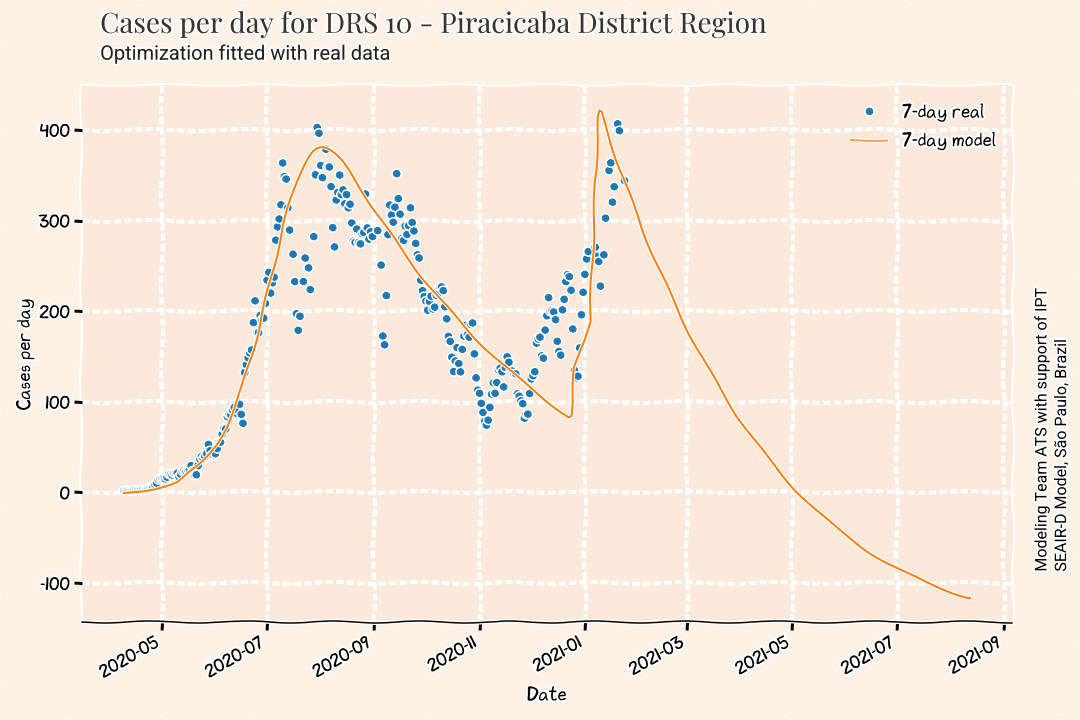 Cases per day for DRS 10 - Piracicaba District Region
Optimization fitted with real data
7-day real
7-day model
400
300
200
100
0
-100
Cases per day
2020-05
2020-07
2020-09
2020-11
2021-01
2021-03
2021-05
2021-07
2021-09
Date
Modeling Team ATS with support of IPT
SEAIR-D Model, São Paulo, Brazil